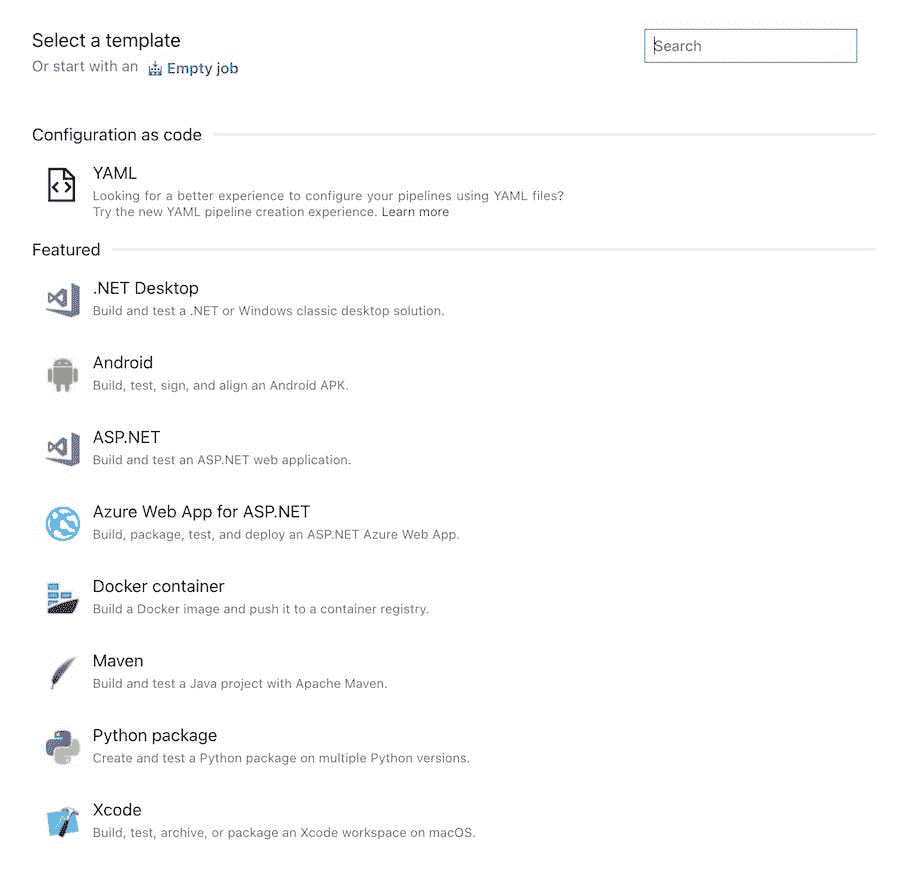 Select a template
Search
Or start with an Empty job
Configuration as code
YAML
Looking for a better experience to configure your pipelines using YAML files?
Try the new YAML pipeline creation experience. Learn more
Featured
.NET Desktop
Build and test a .NET or Windows classic desktop solution.
Android
Build, test, sign, and align an Android APK.
ASP.NET
Build and test an ASP.NET web application.
Azure Web App for ASP.NET
Build, package, test, and deploy an ASP.NET Azure Web App.
Docker container
Build a Docker image and push it to a container registry.
Maven
Build and test a Java project with Apache Maven.
Python package
Create and test a Python package on multiple Python versions.
Xcode
Build, test, archive, or package an Xcode workspace on macOS.